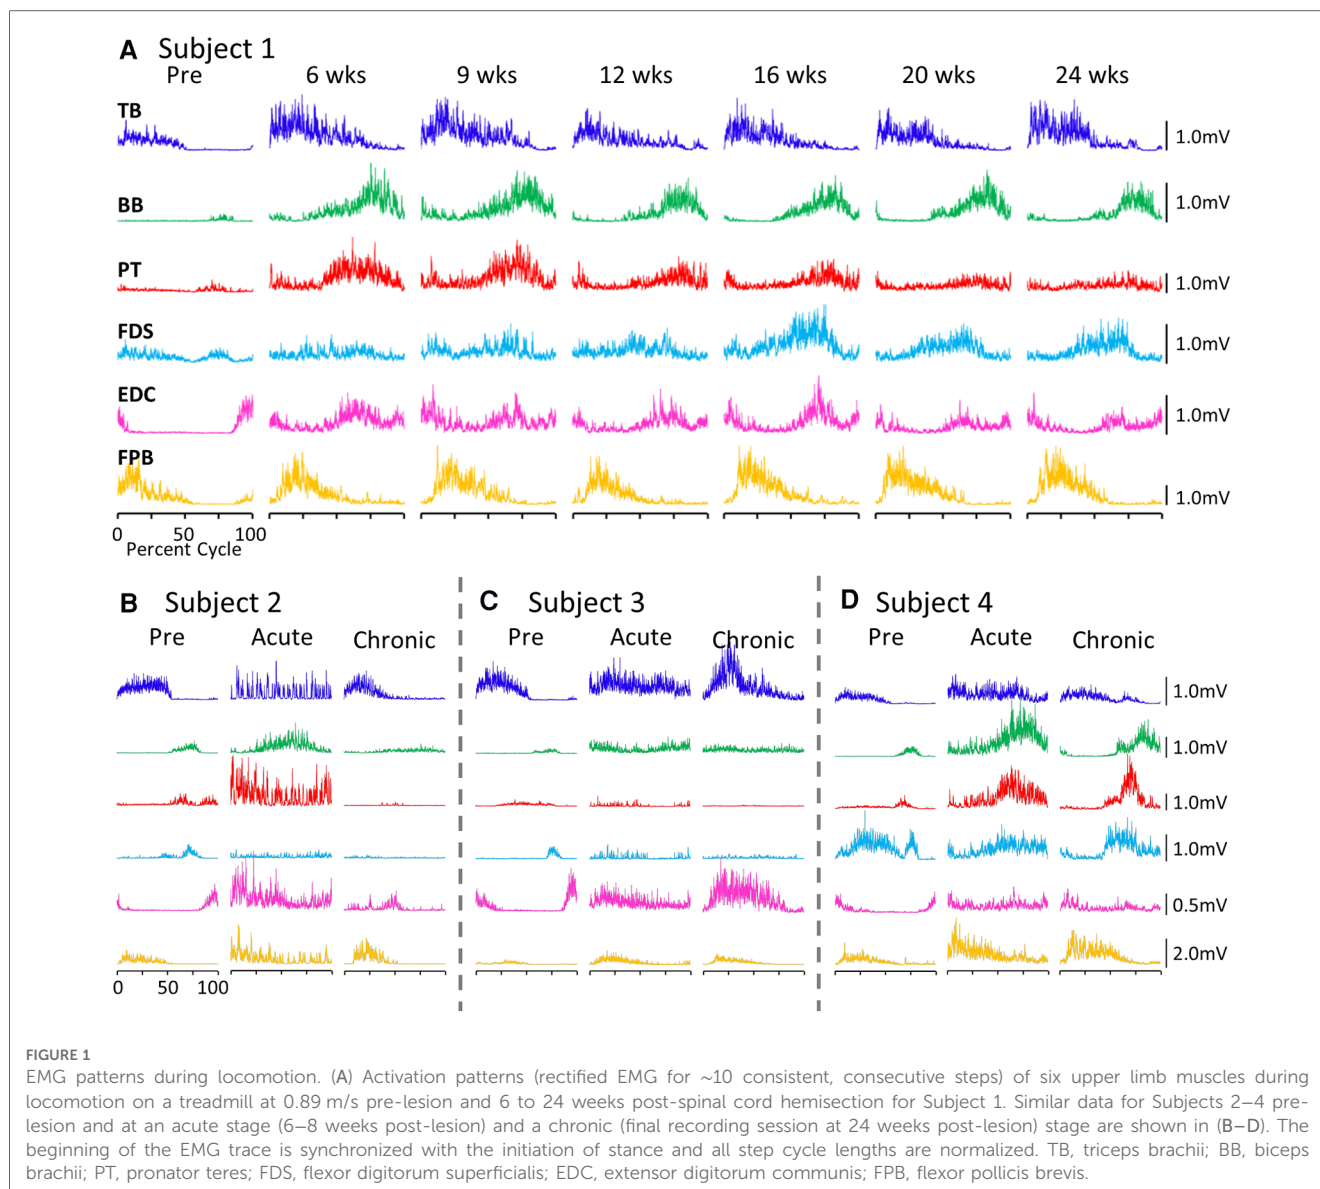 A Subject 1
Pre 6 wks 9 wks 12 wks 16 wks 20 wks 24 wks
TB
1.0mV
BB
1.0mV
PT
1.0mV
FDS
1.0mV
EDC
1.0mV
FPB
1.0mV
0 50 100
Percent Cycle
B Subject 2
Pre Acute Chronic
C Subject 3
Pre Acute Chronic
D Subject 4
Pre Acute Chronic
1.0mV
1.0mV
1.0mV
1.0mV
0.5mV
2.0mV
0 50 100
FIGURE 1
EMG patterns during locomotion. (A) Activation patterns (rectified EMG for ~10 consistent, consecutive steps) of six upper limb muscles during
locomotion on a treadmill at 0.89 m/s pre-lesion and 6 to 24 weeks post-spinal cord hemisection for Subject 1. Similar data for Subjects 2–4 pre-
lesion and at an acute stage (6–8 weeks post-lesion) and a chronic (final recording session at 24 weeks post-lesion) stage are shown in (B–D). The
beginning of the EMG trace is synchronized with the initiation of stance and all step cycle lengths are normalized. TB, triceps brachii; BB, biceps
brachii; PT, pronator teres; FDS, flexor digitorum superficialis; EDC, extensor digitorum communis; FPB, flexor pollicis brevis.